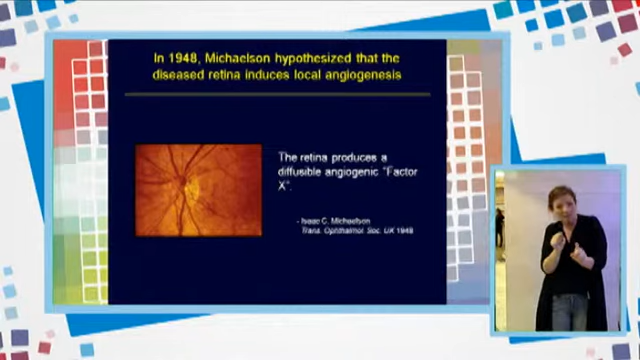 In 1948, Michaelson hypothesized that the
diseased retina induces local angiogenesis
The retina produces a
diffusible angiogenic "Factor
X".
- Isaac C. Michaelson
Trans. Ophthalmol. Soc. UK 1948